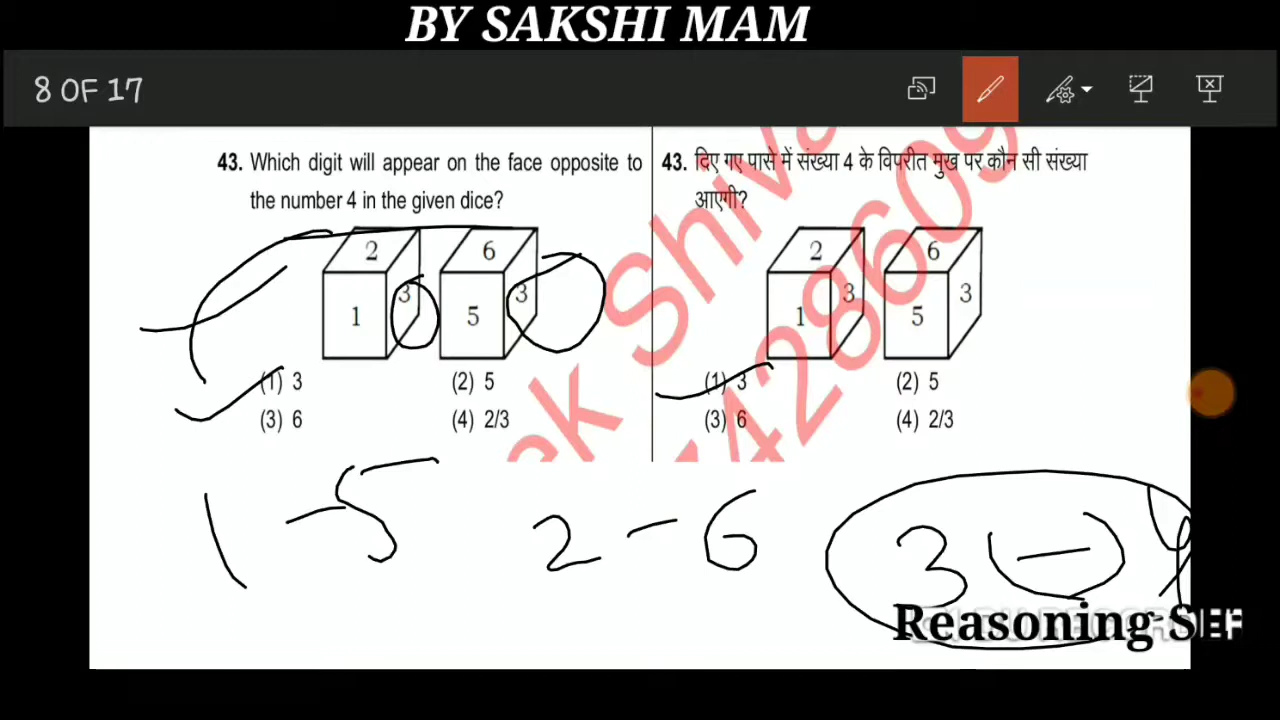 BY SAKSHI MAM
8 OF 17
43. Which digit will appear on the face opposite to
the number 4 in the given dice?
2
3
1
6
3
5
(1) 3 (2) 5
(3) 6 (4) 2/3
43. दिए गए पासे में संख्या 4 के विपरीत मुख पर कौन सी संख्या
आएगी?
2
3
1
6
3
5
(1) 3 (2) 5
(3) 6 (4) 2/3
1 - 5 2 - 6 3 - 4
Reasoning S